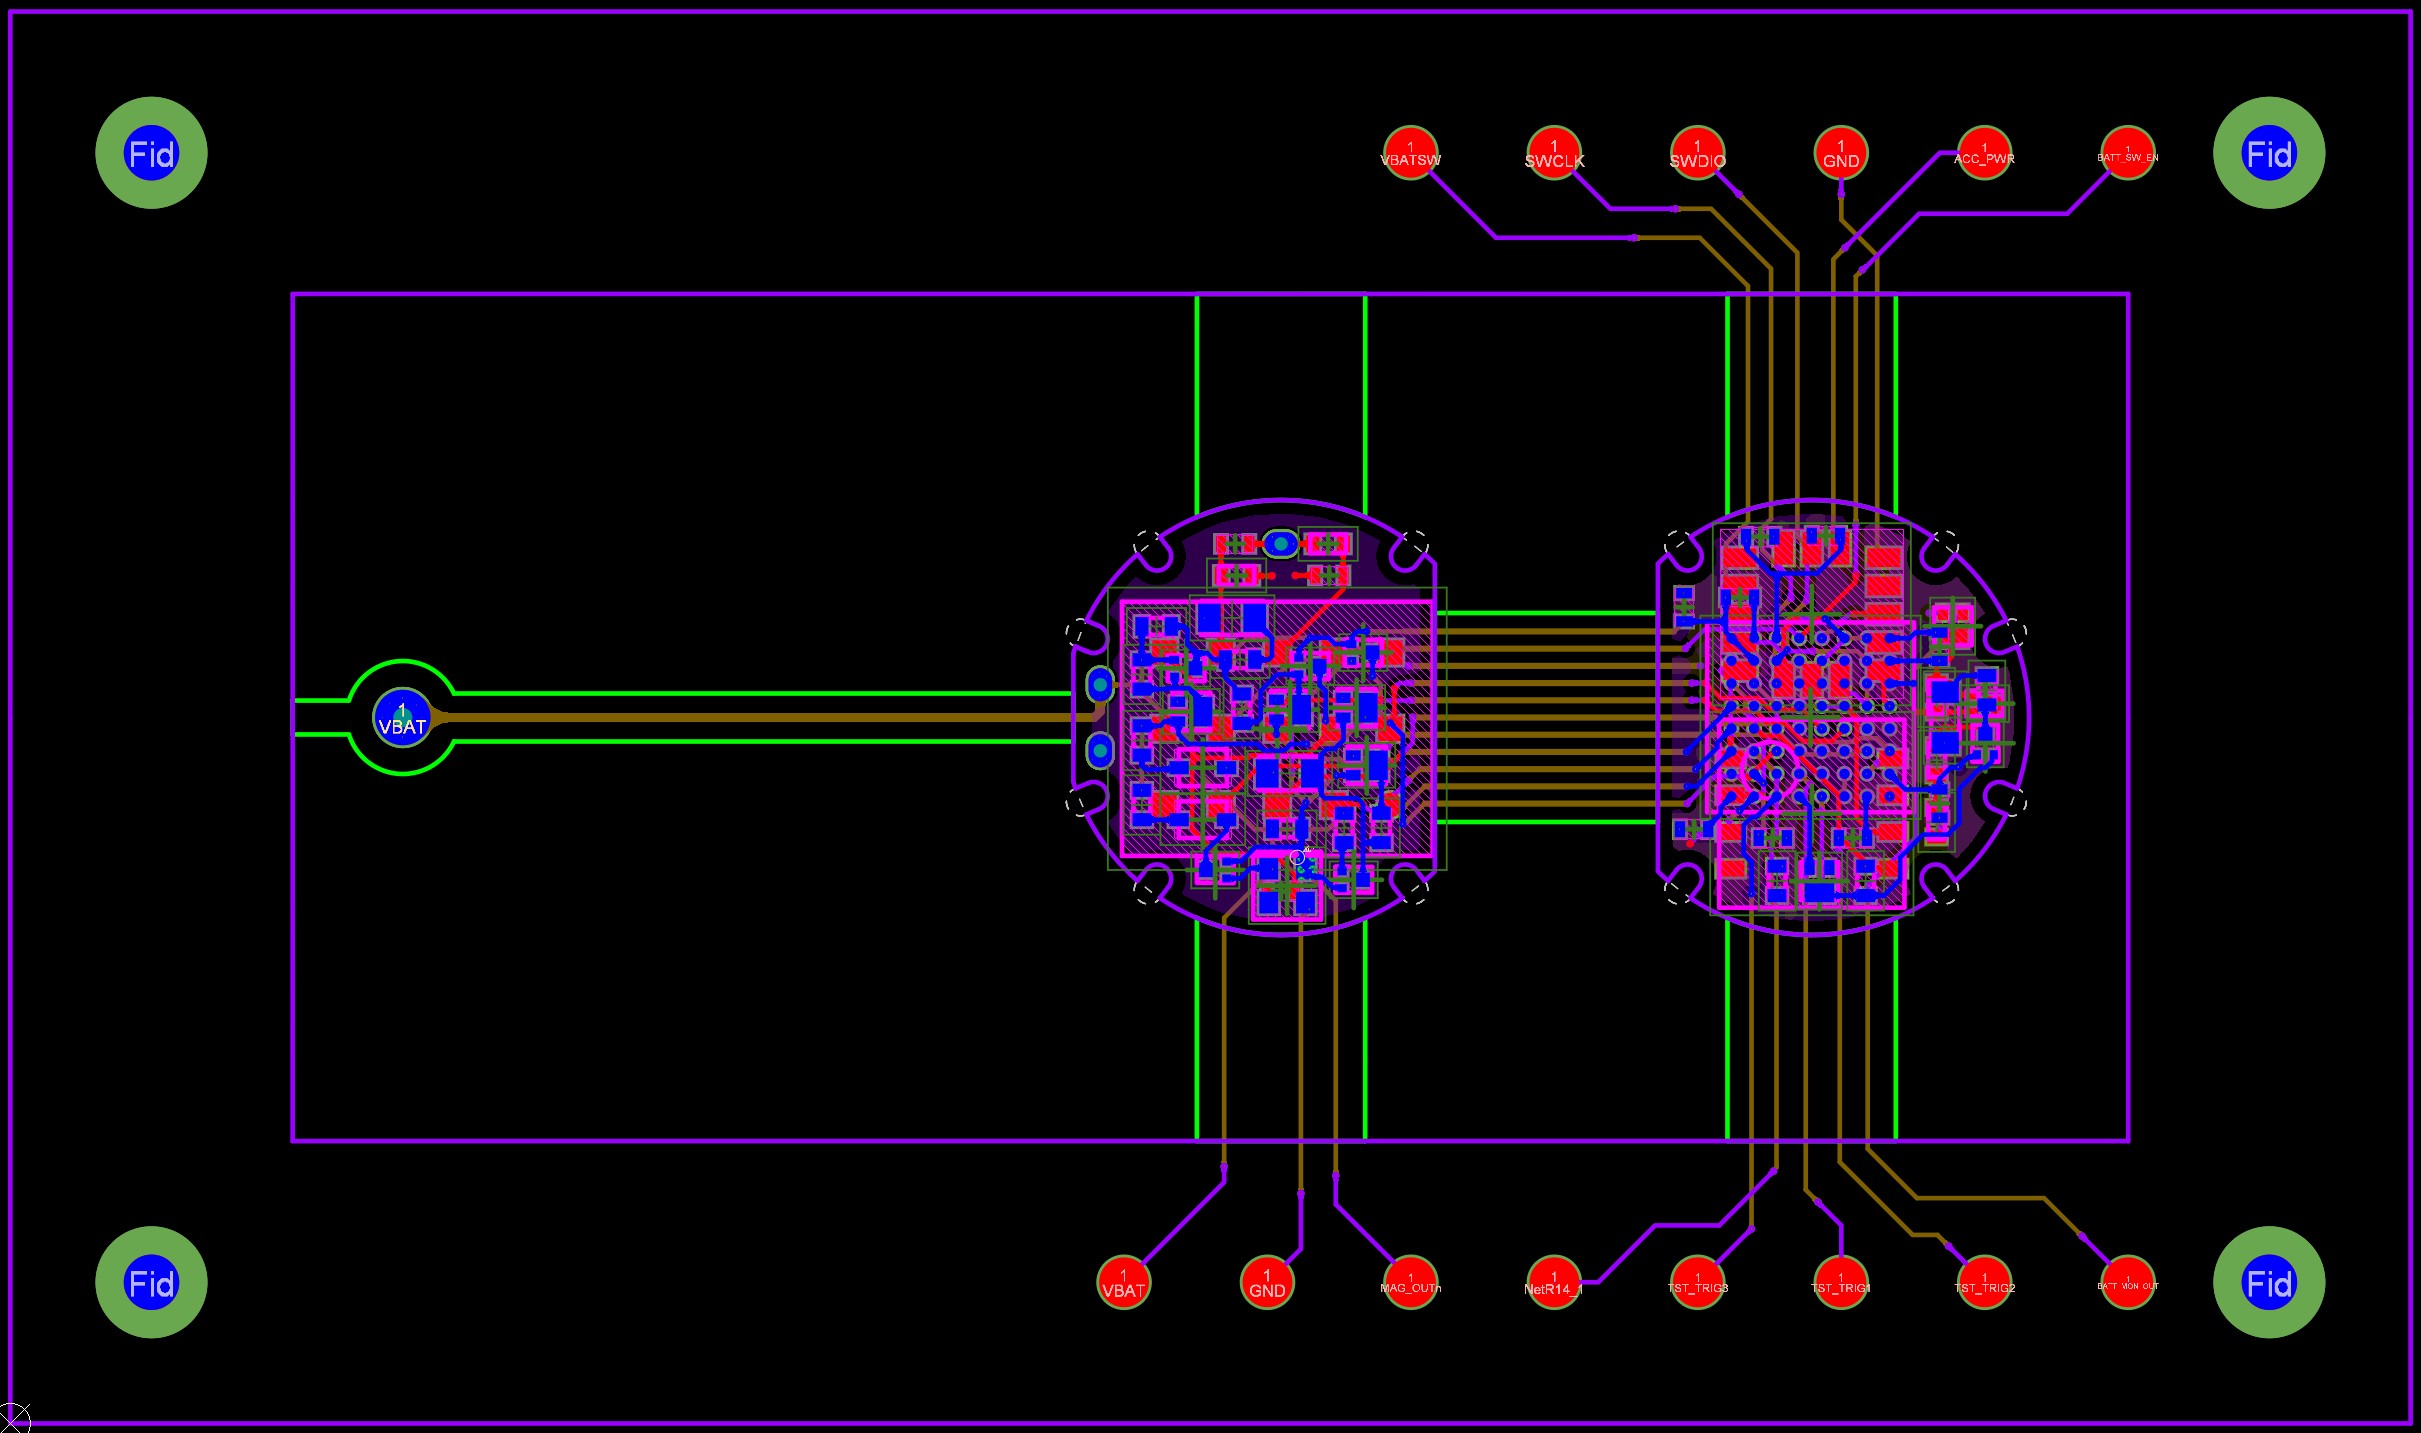 Fid
1
VBATSW
1
SWCLK
1
SWDIO
1
GND
1
ACC_PWR
1
BATT_SW_EN
Fid
1
VBAT
Fid
1
VBAT
1
GND
1
MAG_OUTn
1
NetR14_1
1
TST_TRIG3
1
TST_TRIG1
1
TST_TRIG2
1
BATT_MON_OUT
Fid